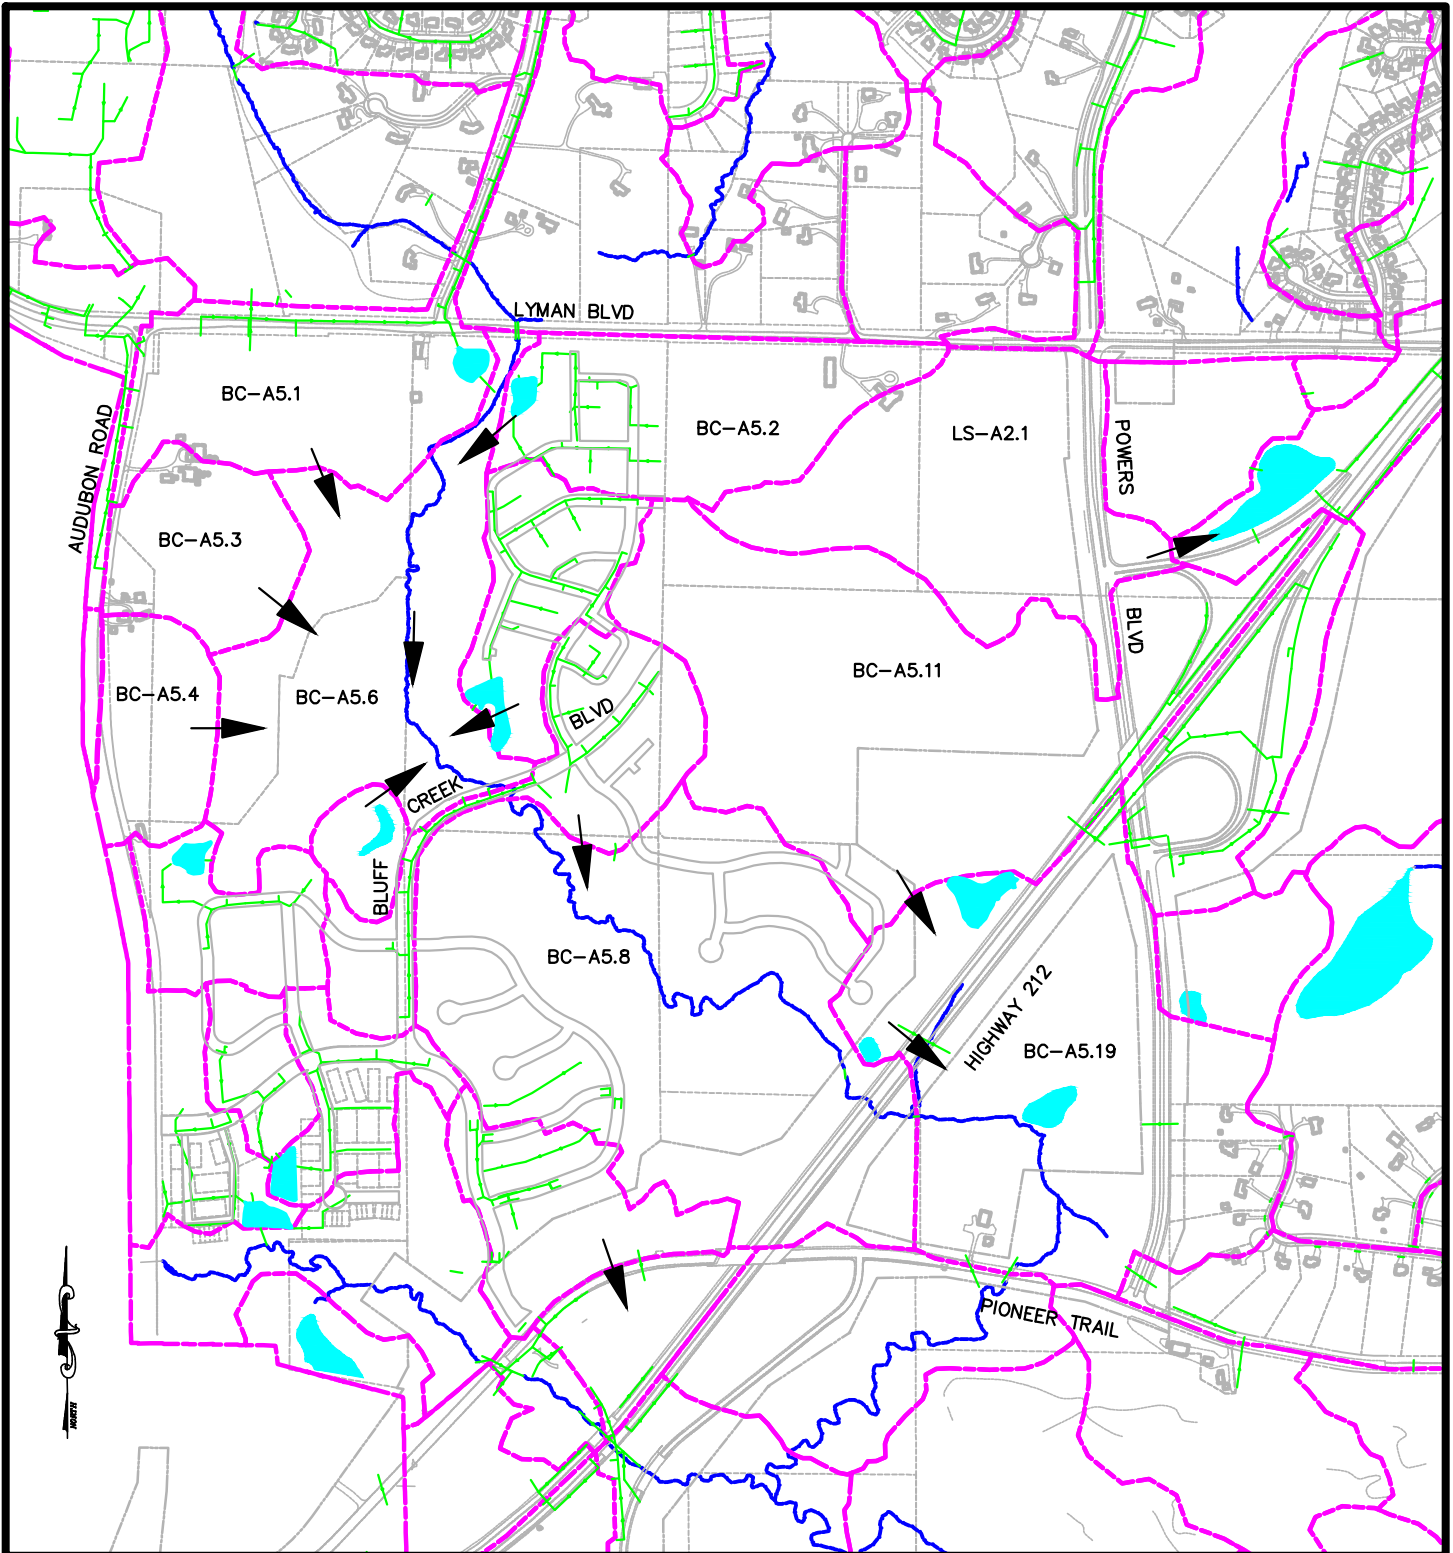 LYMAN BLVD
BC-A5.1
BC-A5.2
LS-A2.1
POWERS
AUDUBON ROAD
BC-A5.3
BLVD
BC-A5.11
BC-A5.4
BC-A5.6
BLVD
CREEK
BLUFF
BC-A5.8
HIGHWAY 212
BC-A5.19
PIONEER TRAIL
NORTH